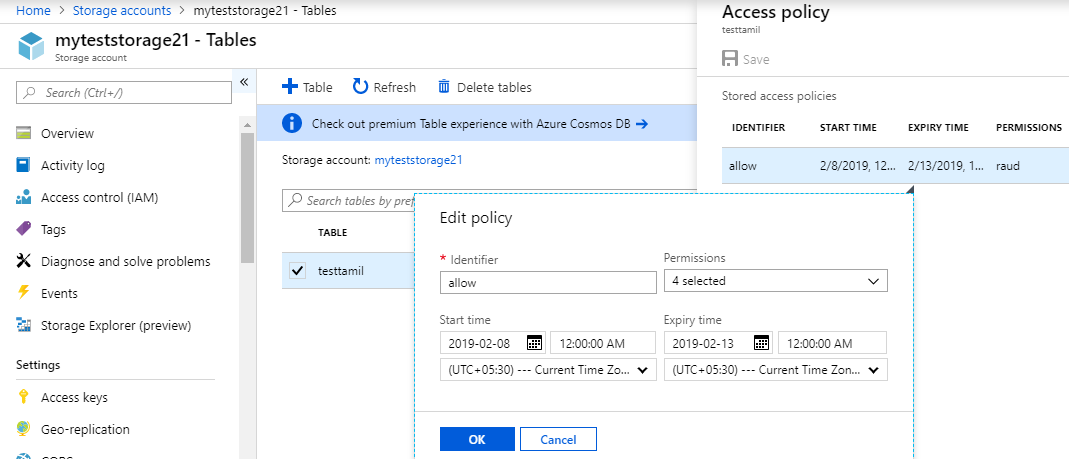 Home > Storage accounts > myteststorage21 - Tables
myteststorage21 - Tables
Storage account
Search (Ctrl+/)
Overview
Activity log
Access control (IAM)
Tags
Diagnose and solve problems
Events
Storage Explorer (preview)
Settings
Access keys
Geo-replication
CORS
Table Refresh Delete tables
Check out premium Table experience with Azure Cosmos DB →
Storage account: myteststorage21
Search tables by pref
TABLE
testtamil
Access policy
testtamil
Save
Stored access policies
IDENTIFIER START TIME EXPIRY TIME PERMISSIONS
allow 2/8/2019, 12... 2/13/2019, 1... raud
Edit policy
* Identifier Permissions
allow 4 selected
Start time Expiry time
2019-02-08 12:00:00 AM 2019-02-13 12:00:00 AM
(UTC+05:30) --- Current Time Zo... (UTC+05:30) --- Current Time Zon...
OK Cancel